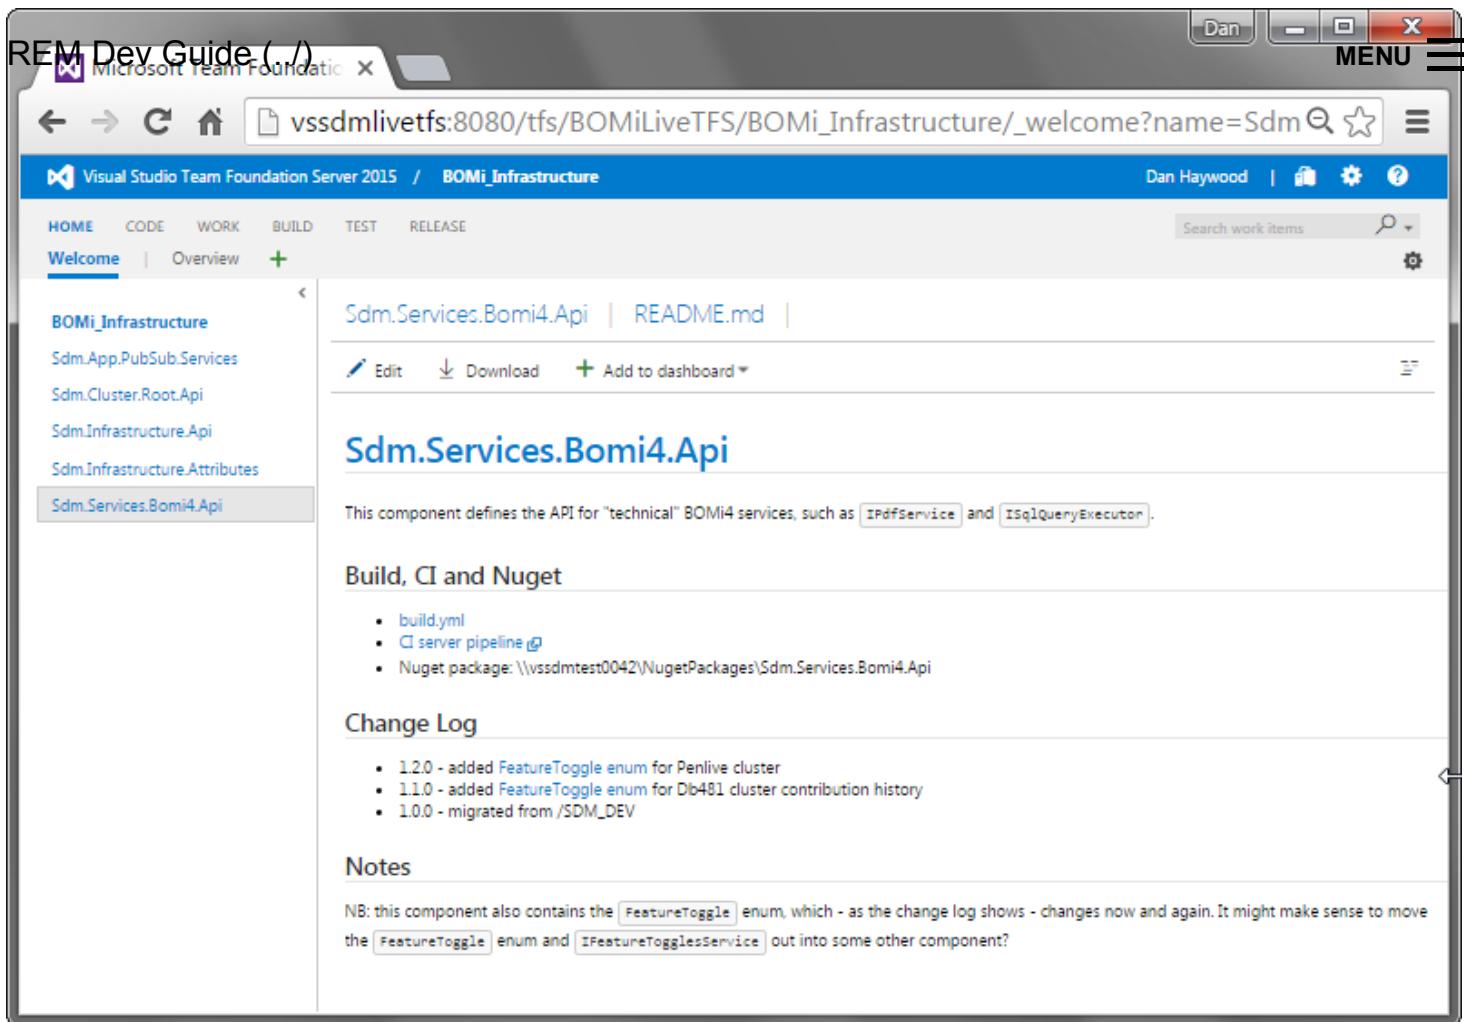 Dan
REM Dev Guide (../)
MENU
Microsoft Team Foundatic
vssdmlivetfs:8080/tfs/BOMiLiveTFS/BOMi_Infrastructure/_welcome?name=Sdm
Visual Studio Team Foundation Server 2015 / BOMi_Infrastructure
Dan Haywood |
HOME CODE WORK BUILD TEST RELEASE
Search work items
Welcome | Overview +
BOMi_Infrastructure
Sdm.App.PubSub.Services
Sdm.Cluster.Root.Api
Sdm.Infrastructure.Api
Sdm.Infrastructure.Attributes
Sdm.Services.Bomi4.Api
Sdm.Services.Bomi4.Api | README.md |
Edit Download + Add to dashboard
Sdm.Services.Bomi4.Api
This component defines the API for "technical" BOMi4 services, such as IPdfService and ISqlQueryExecutor.
Build, CI and Nuget
• build.yml
• CI server pipeline
• Nuget package: \\vssdmtest0042\NugetPackages\Sdm.Services.Bomi4.Api
Change Log
• 1.2.0 - added FeatureToggle enum for Penlive cluster
• 1.1.0 - added FeatureToggle enum for Db481 cluster contribution history
• 1.0.0 - migrated from /SDM_DEV
Notes
NB: this component also contains the FeatureToggle enum, which - as the change log shows - changes now and again. It might make sense to move
the FeatureToggle enum and IFeatureTogglesService out into some other component?